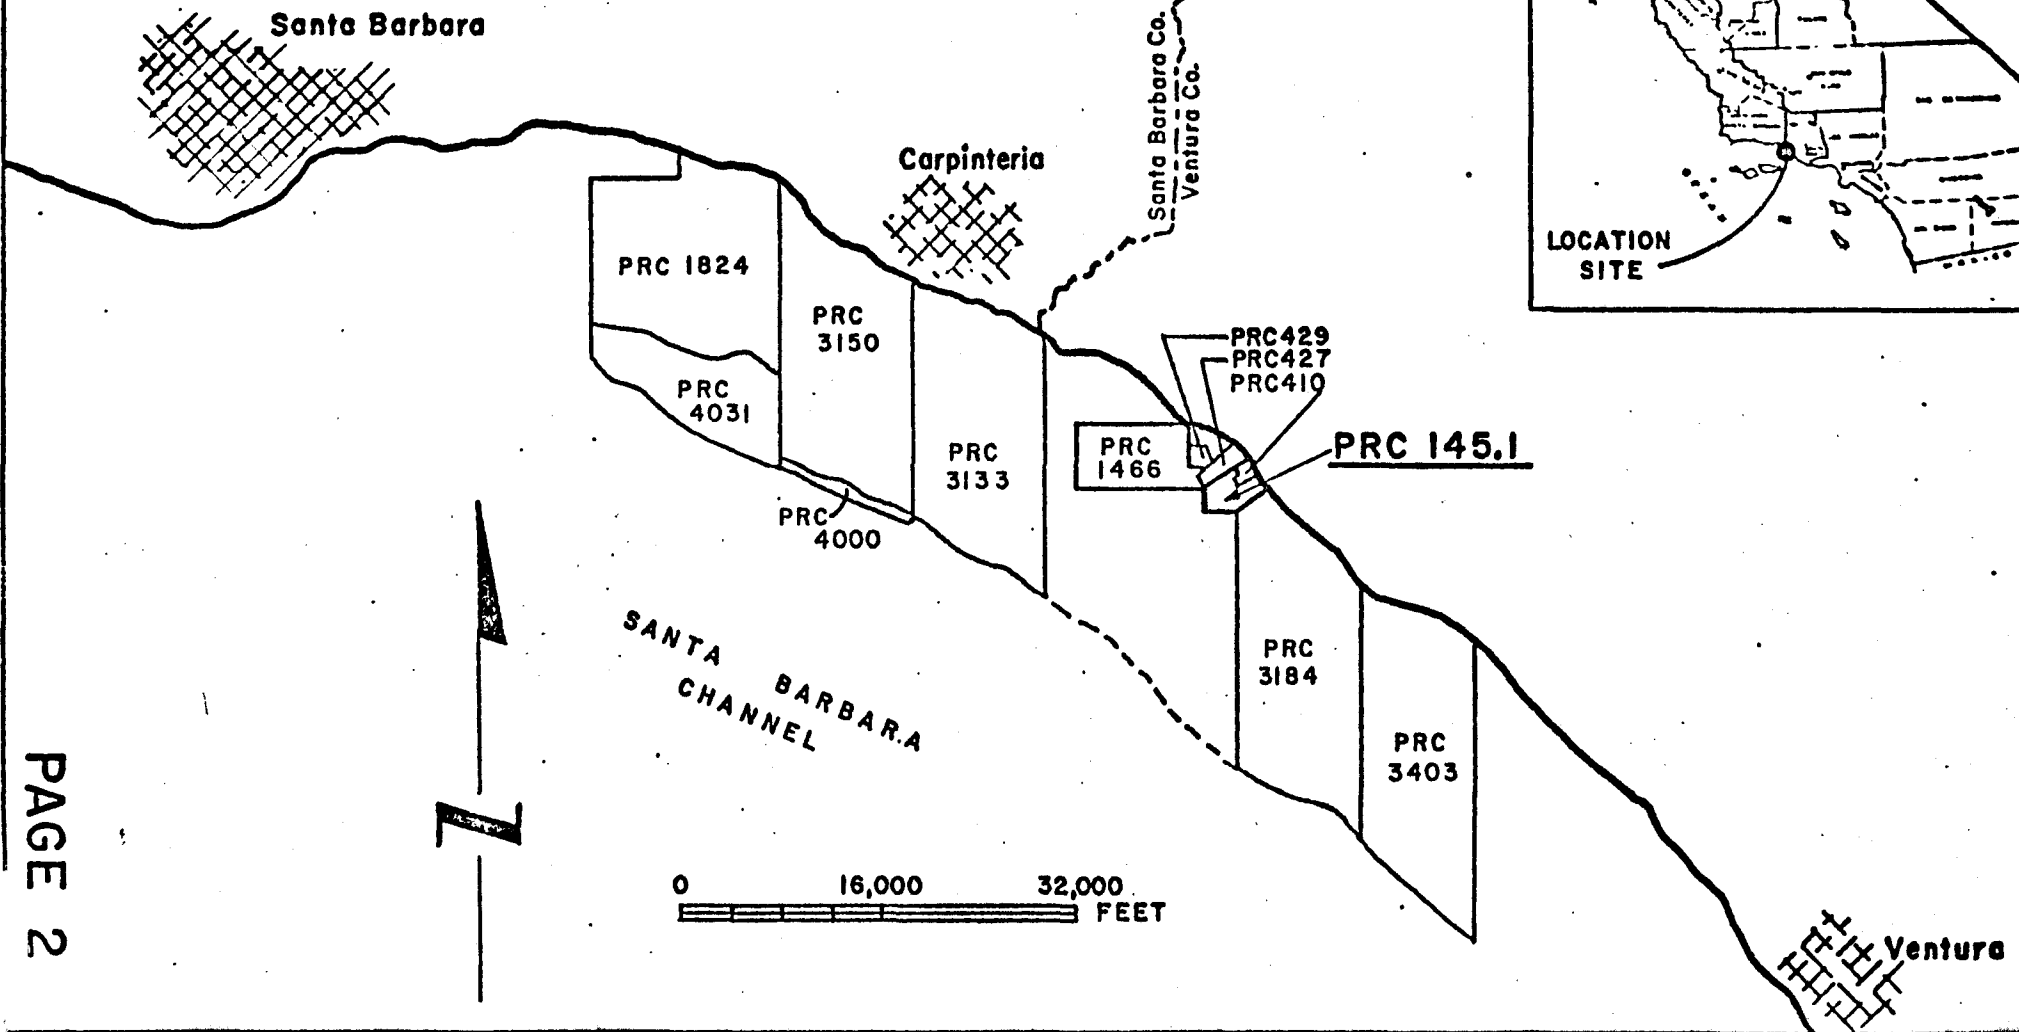 Santa Barbara
Santa Barbara Co.
Ventura Co.
Carpinteria
LOCATION
SITE
PRC 1824
PRC
3150
PRC
4031
PRC
3133
PRC
4000
PRC429
PRC427
PRC410
PRC 145.1
PRC
1466
SANTA BARBARA
CHANNEL
PRC
3184
PRC
3403
0 16,000 32,000
FEET
Z
Ventura
PAGE 2